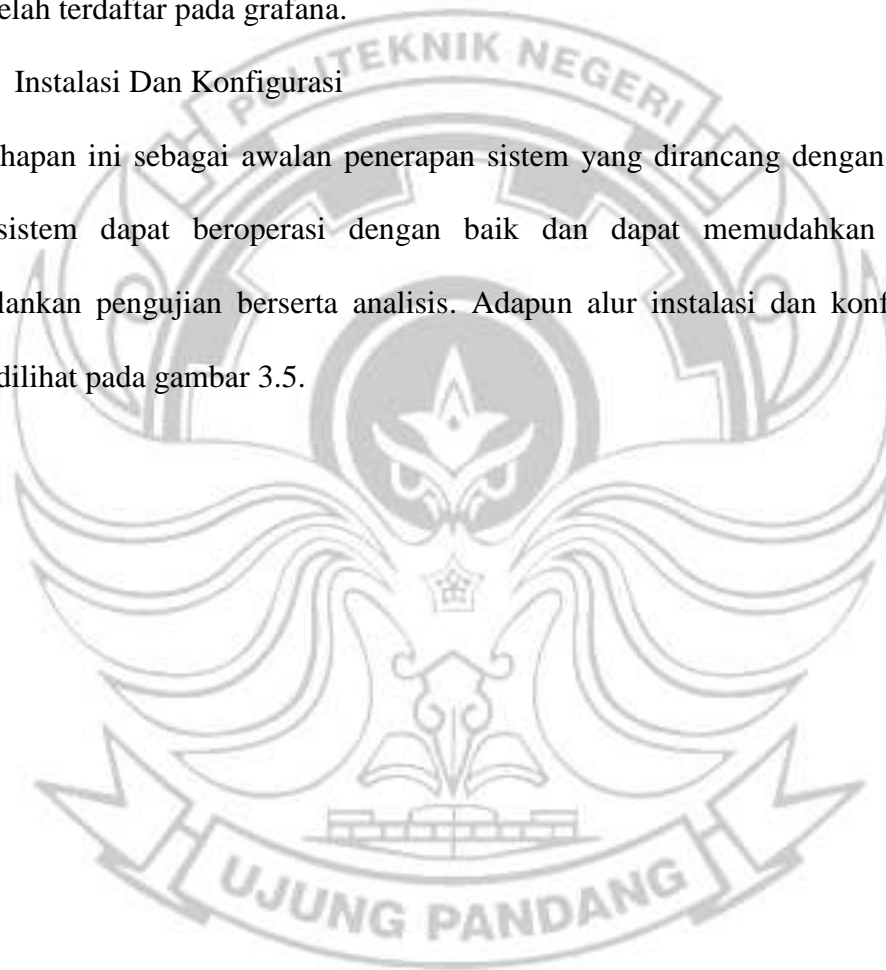 elah terdaftar pada grafana.
Instalasi Dan Konfigurasi
hapan ini sebagai awalan penerapan sistem yang dirancang dengan
sistem dapat beroperasi dengan baik dan dapat memudahkan
lankan pengujian berserta analisis. Adapun alur instalasi dan konf
dilihat pada gambar 3.5.
POLITEKNIK NEGERI
UJUNG PANDANG